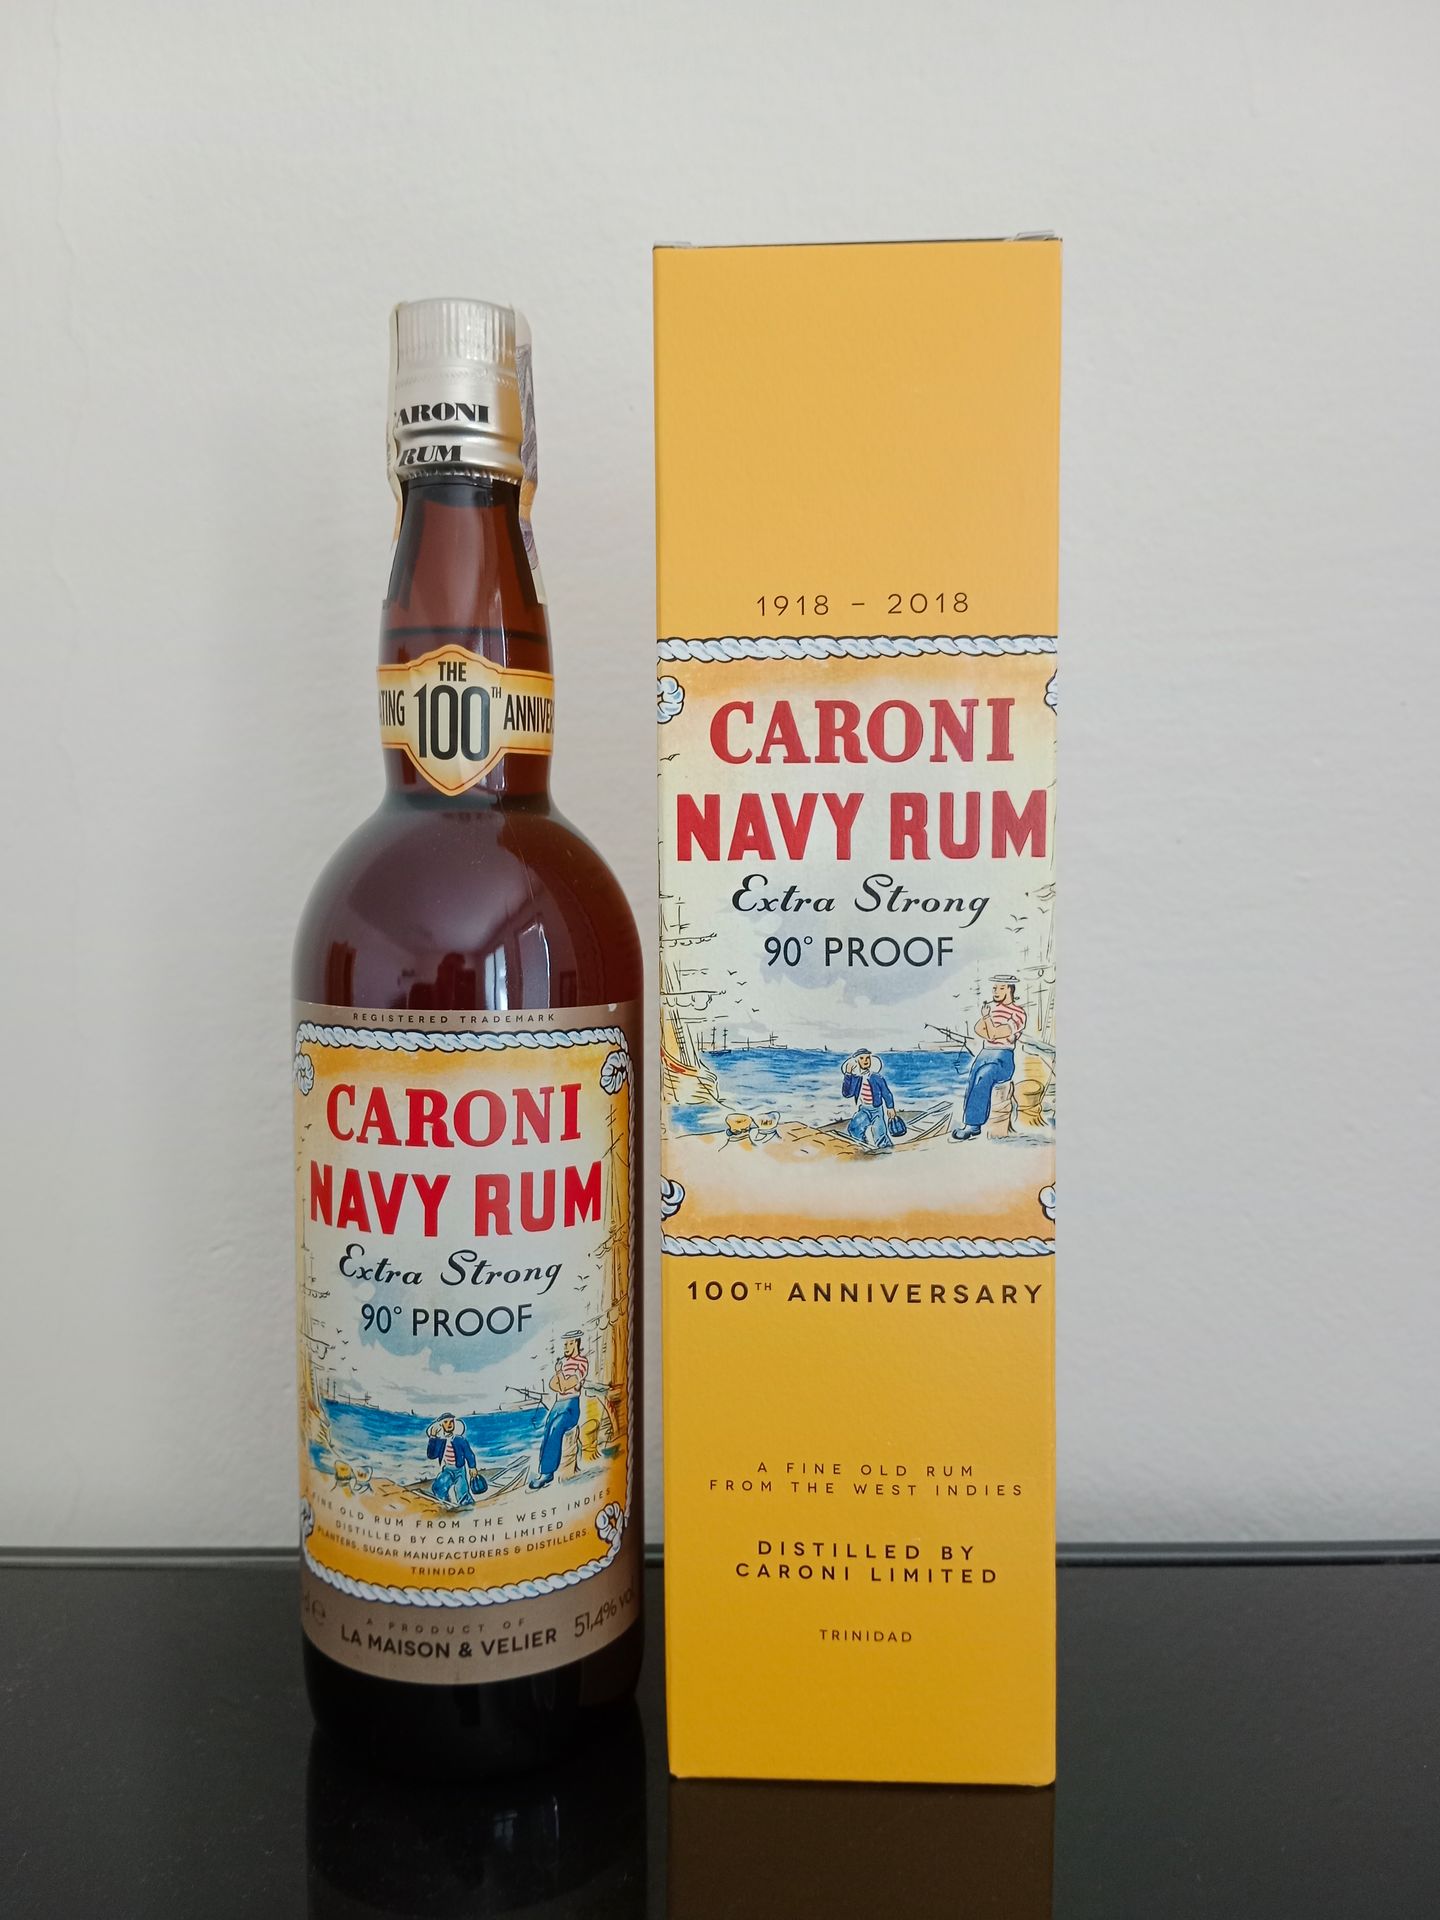 CARONI
RUM
THE
100TH ANNIVE
REGISTERED TRADEMARK
CARONI
NAVY RUM
Extra Strong
90° PROOF
FINE OLD RUM FROM THE WEST INDIES
DISTILLED BY CARONI LIMITED
PLANTERS, SUGAR MANUFACTURERS & DISTILLERS.
TRINIDAD
A PRODUCT OF
LA MAISON & VELIER
51,4% VOL
1918 - 2018
CARONI
NAVY RUM
Extra Strong
90° PROOF
100TH ANNIVERSARY
A FINE OLD RUM
FROM THE WEST INDIES
DISTILLED BY
CARONI LIMITED
TRINIDAD